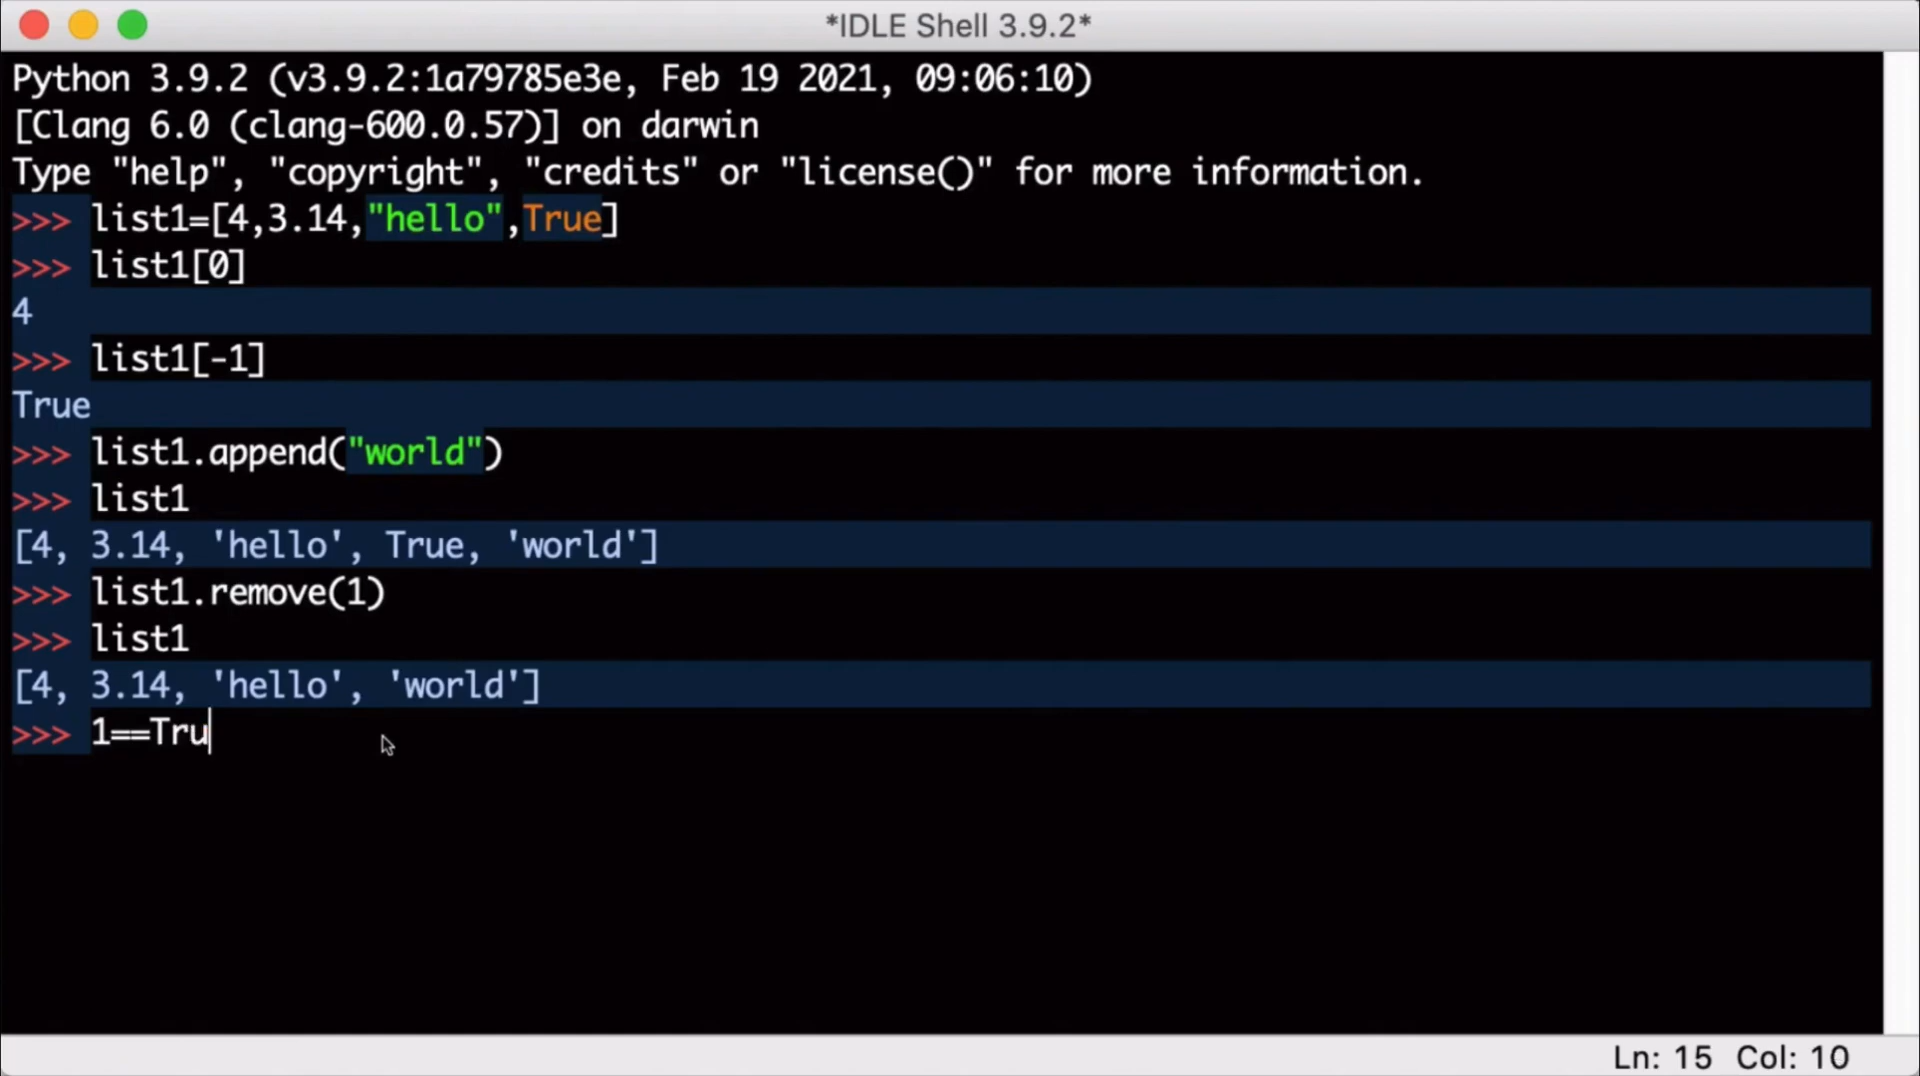 *IDLE Shell 3.9.2*
Python 3.9.2 (v3.9.2:1a79785e3e, Feb 19 2021, 09:06:10)
[Clang 6.0 (clang-600.0.57)] on darwin
Type "help", "copyright", "credits" or "license()" for more information.
>>> list1=[4,3.14,"hello",True]
>>> list1[0]
4
>>> list1[-1]
True
>>> list1.append("world")
>>> list1
[4, 3.14, 'hello', True, 'world']
>>> list1.remove(1)
>>> list1
[4, 3.14, 'hello', 'world']
>>> 1==Tru
Ln: 15 Col: 10